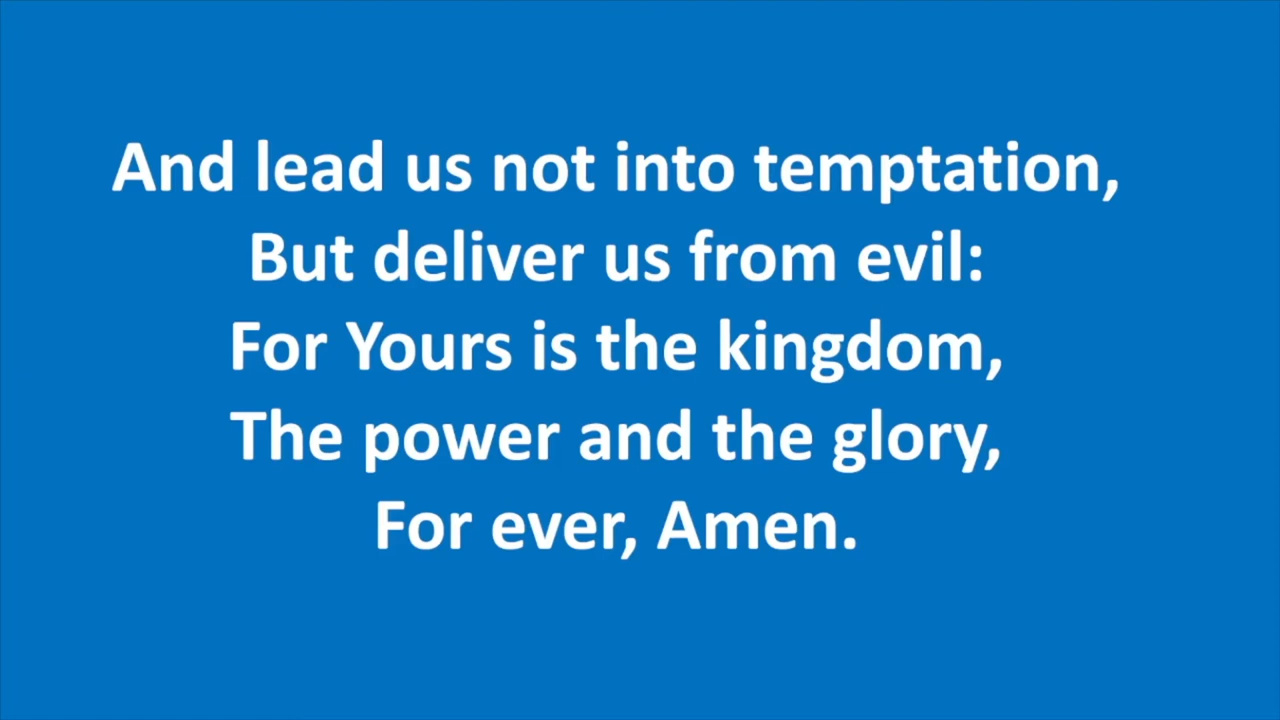 And lead us not into temptation,
But deliver us from evil:
For Yours is the kingdom,
The power and the glory,
For ever, Amen.